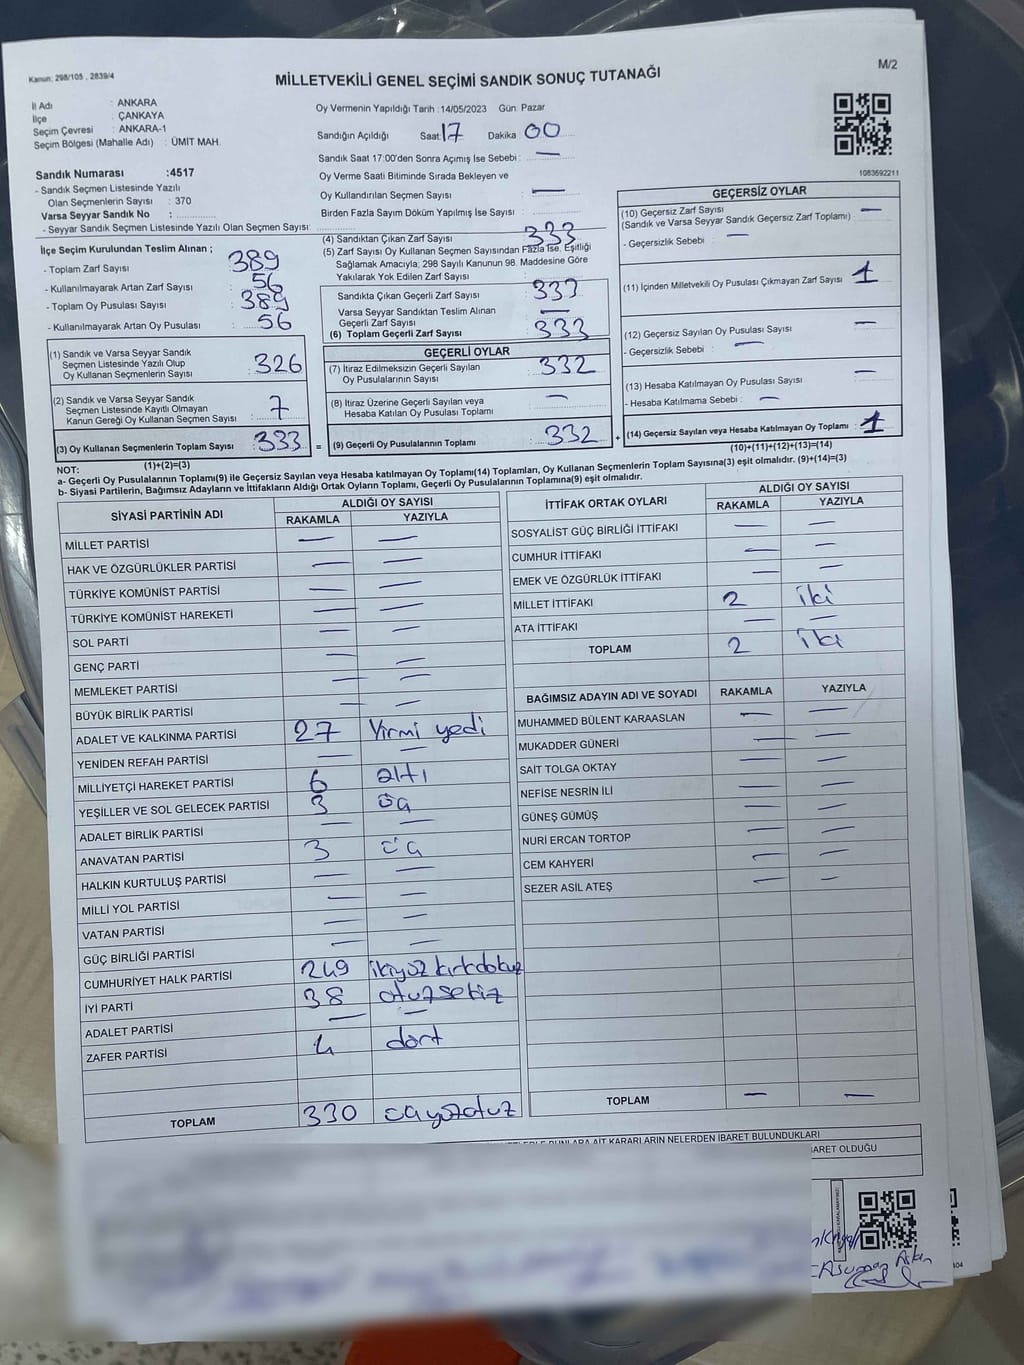 Kanun: 298/105 , 2839/4
MİLLETVEKİLİ GENEL SEÇİMİ SANDIK SONUÇ TUTANAĞI
M/2
İl Adı : ANKARA
İlçe : ÇANKAYA
Seçim Çevresi : ANKARA-1
Seçim Bölgesi (Mahalle Adı) : ÜMİT MAH.
Sandık Numarası :4517
- Sandık Seçmen Listesinde Yazılı
Olan Seçmenlerin Sayısı : 370
Varsa Seyyar Sandık No :
- Seyyar Sandık Seçmen Listesinde Yazılı Olan Seçmen Sayısı:
Oy Vermenin Yapıldığı Tarih :14/05/2023 Gün: Pazar
Sandığın Açıldığı Saat 17 Dakika 00
Sandık Saat 17:00'den Sonra Açımış İse Sebebi : —
Oy Verme Saati Bitiminde Sırada Bekleyen ve
Oy Kullandırılan Seçmen Sayısı —
Birden Fazla Sayım Döküm Yapılmış İse Sayısı :
1083692211
İlçe Seçim Kurulundan Teslim Alınan ;
- Toplam Zarf Sayısı : 389
- Kullanılmayarak Artan Zarf Sayısı : 56
- Toplam Oy Pusulası Sayısı : 389
- Kullanılmayarak Artan Oy Pusulası : 56
(1) Sandık ve Varsa Seyyar Sandık
Seçmen Listesinde Yazılı Olup
Oy Kullanan Seçmenlerin Sayısı : 326
(2) Sandık ve Varsa Seyyar Sandık
Seçmen Listesinde Kayıtlı Olmayan
Kanun Gereği Oy Kullanan Seçmen Sayısı : 7
(3) Oy Kullanan Seçmenlerin Toplam Sayısı : 333
(1)+(2)=(3)
(4) Sandıktan Çıkan Zarf Sayısı : 333
(5) Zarf Sayısı Oy Kullanan Seçmen Sayısından Fazla İse, Eşitliği
Sağlamak Amacıyla; 298 Sayılı Kanunun 98. Maddesine Göre
Yakılarak Yok Edilen Zarf Sayısı :
Sandıkta Çıkan Geçerli Zarf Sayısı : 333
Varsa Seyyar Sandıktan Teslim Alınan
Geçerli Zarf Sayısı : —
(6) Toplam Geçerli Zarf Sayısı : 333
GEÇERLİ OYLAR
(7) İtiraz Edilmeksizin Geçerli Sayılan
Oy Pusulalarının Sayısı : 332
(8) İtiraz Üzerine Geçerli Sayılan veya
Hesaba Katılan Oy Pusulası Toplamı : —
= (9) Geçerli Oy Pusulalarının Toplamı : 332
GEÇERSİZ OYLAR
(10) Geçersiz Zarf Sayısı : —
(Sandık ve Varsa Seyyar Sandık Geçersiz Zarf Toplamı)
- Geçersizlik Sebebi : —
(11) İçinden Milletvekili Oy Pusulası Çıkmayan Zarf Sayısı : 1
(12) Geçersiz Sayılan Oy Pusulası Sayısı : —
- Geçersizlik Sebebi : —
(13) Hesaba Katılmayan Oy Pusulası Sayısı : —
- Hesaba Katılmama Sebebi : —
+ (14) Geçersiz Sayılan veya Hesaba Katılmayan Oy Toplamı : 1
(10)+(11)+(12)+(13)=(14)
NOT:
a- Geçerli Oy Pusulalarının Toplamı(9) ile Geçersiz Sayılan veya Hesaba katılmayan Oy Toplamı(14) Toplamları, Oy Kullanan Seçmenlerin Toplam Sayısına(3) eşit olmalıdır. (9)+(14)=(3)
b- Siyasi Partilerin, Bağımsız Adayların ve İttifakların Aldığı Ortak Oyların Toplamı, Geçerli Oy Pusulalarının Toplamına(9) eşit olmalıdır.
SİYASİ PARTİNİN ADI ALDIĞI OY SAYISI
RAKAMLA YAZIYLA
MİLLET PARTİSİ — —
HAK VE ÖZGÜRLÜKLER PARTİSİ — —
TÜRKİYE KOMÜNİST PARTİSİ — —
TÜRKİYE KOMÜNİST HAREKETİ — —
SOL PARTİ — —
GENÇ PARTİ — —
MEMLEKET PARTİSİ — —
BÜYÜK BİRLİK PARTİSİ — —
ADALET VE KALKINMA PARTİSİ 27 Yirmi yedi
YENİDEN REFAH PARTİSİ — —
MİLLİYETÇİ HAREKET PARTİSİ 6 altı
YEŞİLLER VE SOL GELECEK PARTİSİ 3 üç
ADALET BİRLİK PARTİSİ — —
ANAVATAN PARTİSİ 3 üç
HALKIN KURTULUŞ PARTİSİ — —
MİLLİ YOL PARTİSİ — —
VATAN PARTİSİ — —
GÜÇ BİRLİĞİ PARTİSİ — —
CUMHURİYET HALK PARTİSİ 249 ikiyüz kırkdokuz
İYİ PARTİ 38 otuzsekiz
ADALET PARTİSİ — —
ZAFER PARTİSİ 4 dört
TOPLAM 330 üçyüzotuz
İTTİFAK ORTAK OYLARI ALDIĞI OY SAYISI
RAKAMLA YAZIYLA
SOSYALİST GÜÇ BİRLİĞİ İTTİFAKI — —
CUMHUR İTTİFAKI — —
EMEK VE ÖZGÜRLÜK İTTİFAKI — —
MİLLET İTTİFAKI 2 iki
ATA İTTİFAKI — —
TOPLAM 2 iki
BAĞIMSIZ ADAYIN ADI VE SOYADI RAKAMLA YAZIYLA
MUHAMMED BÜLENT KARAASLAN — —
MUKADDER GÜNERİ — —
SAİT TOLGA OKTAY — —
NEFİSE NESRİN İLİ — —
GÜNEŞ GÜMÜŞ — —
NURİ ERCAN TORTOP — —
CEM KAHYERİ — —
SEZER ASİL ATEŞ — —
TOPLAM — —
BUNLARA AİT KARARLARIN NELERDEN İBARET BULUNDUKLARI
BARET OLDUĞU
Asuman